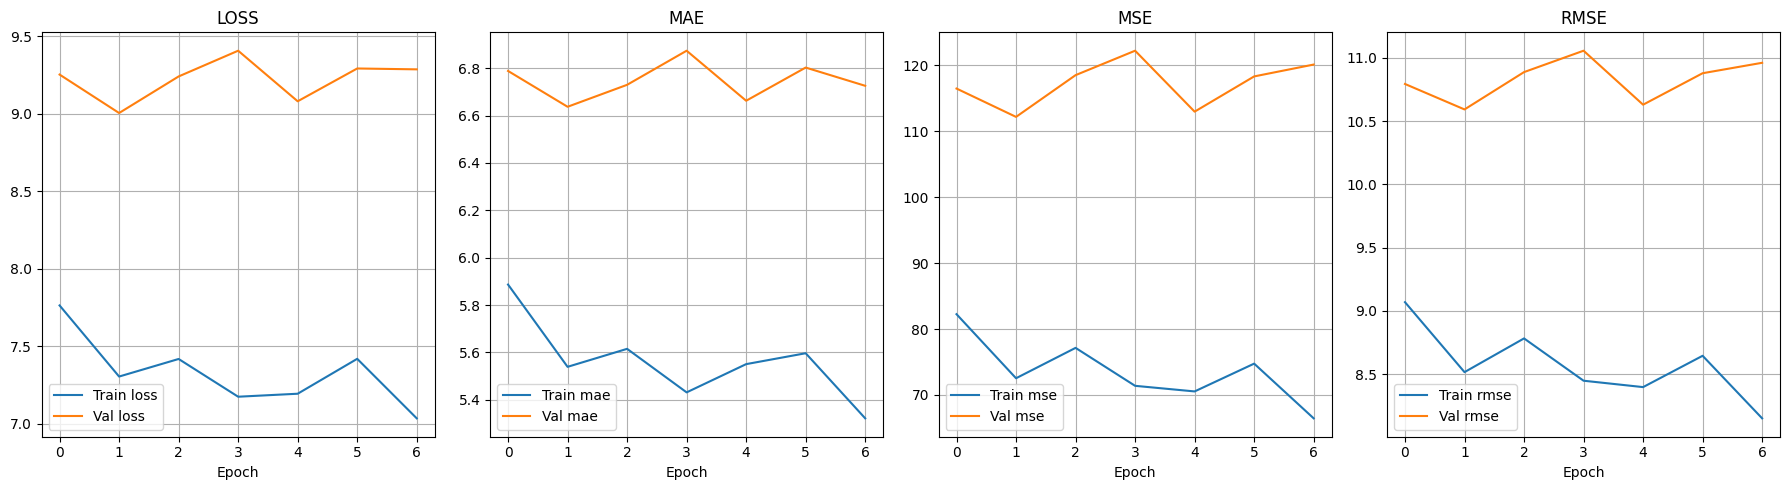 LOSS
9.5
9.0
8.5
8.0
7.5
7.0
Train loss
Val loss
0 1 2 3 4 5 6
Epoch
MAE
6.8
6.6
6.4
6.2
6.0
5.8
5.6
5.4
Train mae
Val mae
0 1 2 3 4 5 6
Epoch
MSE
120
110
100
90
80
70
Train mse
Val mse
0 1 2 3 4 5 6
Epoch
RMSE
11.0
10.5
10.0
9.5
9.0
8.5
Train rmse
Val rmse
0 1 2 3 4 5 6
Epoch